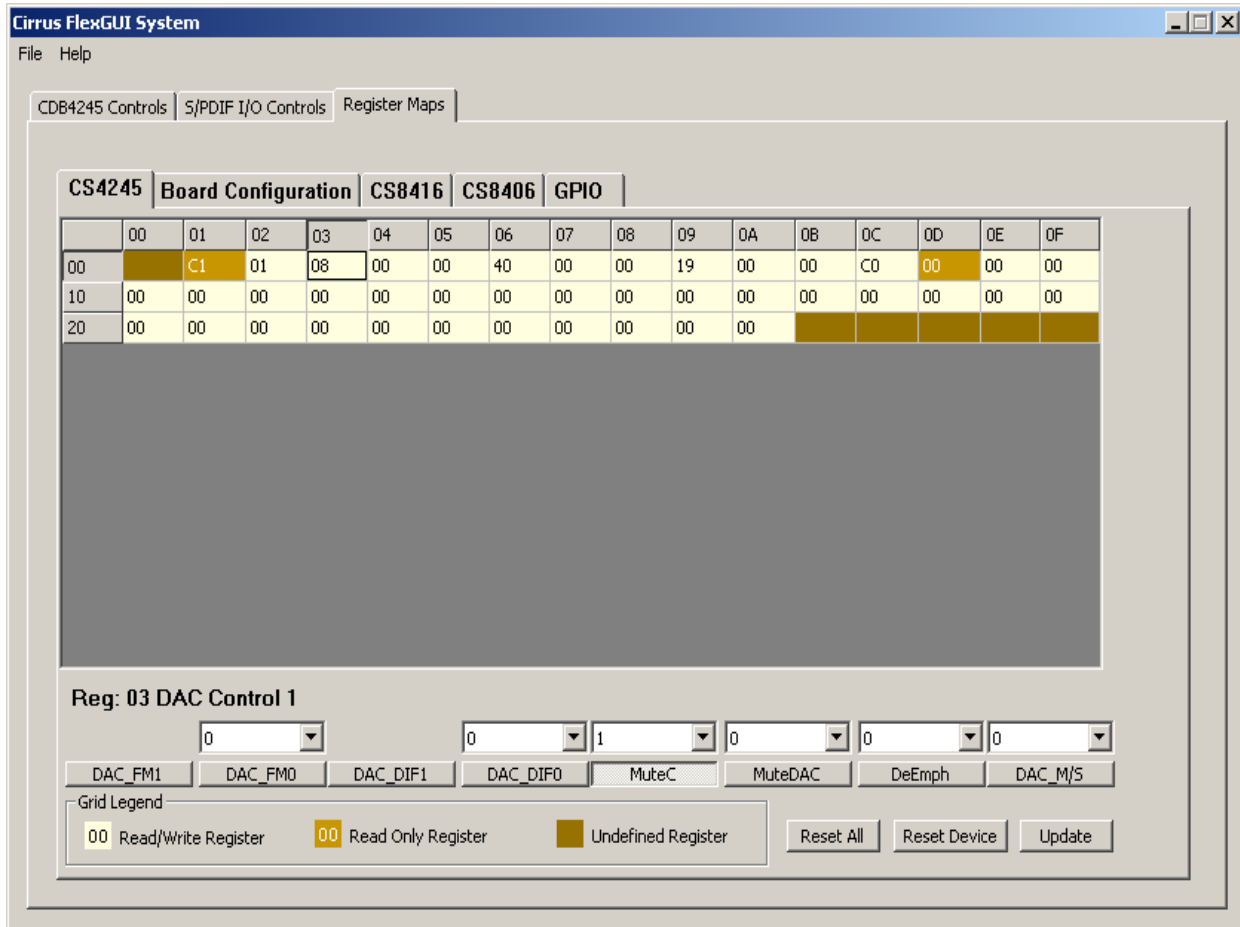 Cirrus FlexGUI System
File Help
CDB4245 Controls S/PDIF I/O Controls Register Maps
CS4245 Board Configuration CS8416 CS8406 GPIO
00 01 02 03 04 05 06 07 08 09 0A 0B 0C 0D 0E 0F
00 C1 01 08 00 00 40 00 00 19 00 00 C0 00 00 00
10 00 00 00 00 00 00 00 00 00 00 00 00 00 00 00 00
20 00 00 00 00 00 00 00 00 00 00 00
Reg: 03 DAC Control 1
0 0 1 0 0 0
DAC_FM1 DAC_FM0 DAC_DIF1 DAC_DIF0 MuteC MuteDAC DeEmph DAC_M/S
Grid Legend
00 Read/Write Register 00 Read Only Register Undefined Register Reset All Reset Device Update